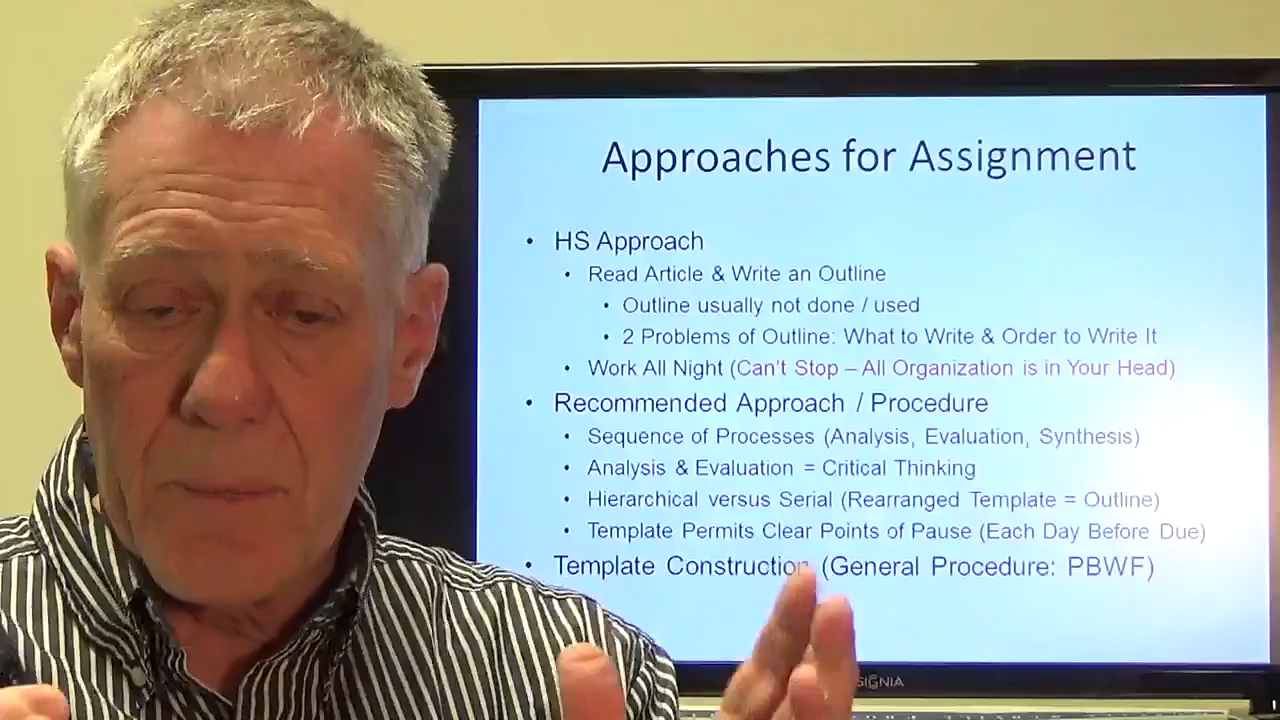 Approaches for Assignment
• HS Approach
• Read Article & Write an Outline
• Outline usually not done / used
• 2 Problems of Outline: What to Write & Order to Write It
• Work All Night (Can't Stop – All Organization is in Your Head)
• Recommended Approach / Procedure
• Sequence of Processes (Analysis, Evaluation, Synthesis)
• Analysis & Evaluation = Critical Thinking
• Hierarchical versus Serial (Rearranged Template = Outline)
• Template Permits Clear Points of Pause (Each Day Before Due)
• Template Construction (General Procedure: PBWF)
SIGNIA